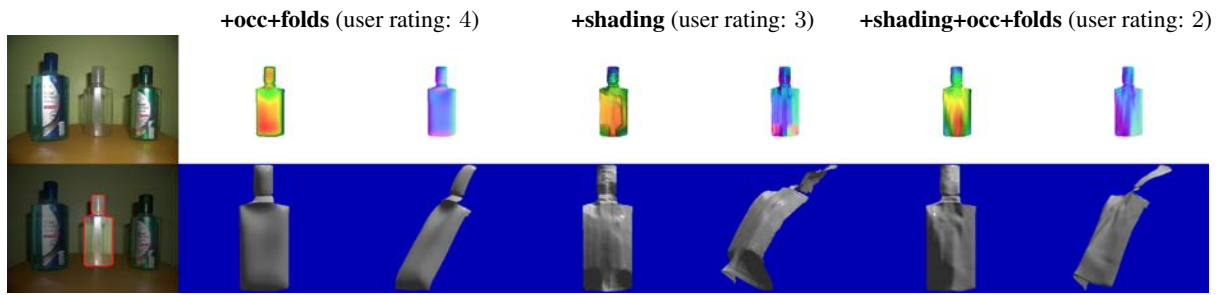 +occ+folds (user rating: 4) +shading (user rating: 3) +shading+occ+folds (user rating: 2)